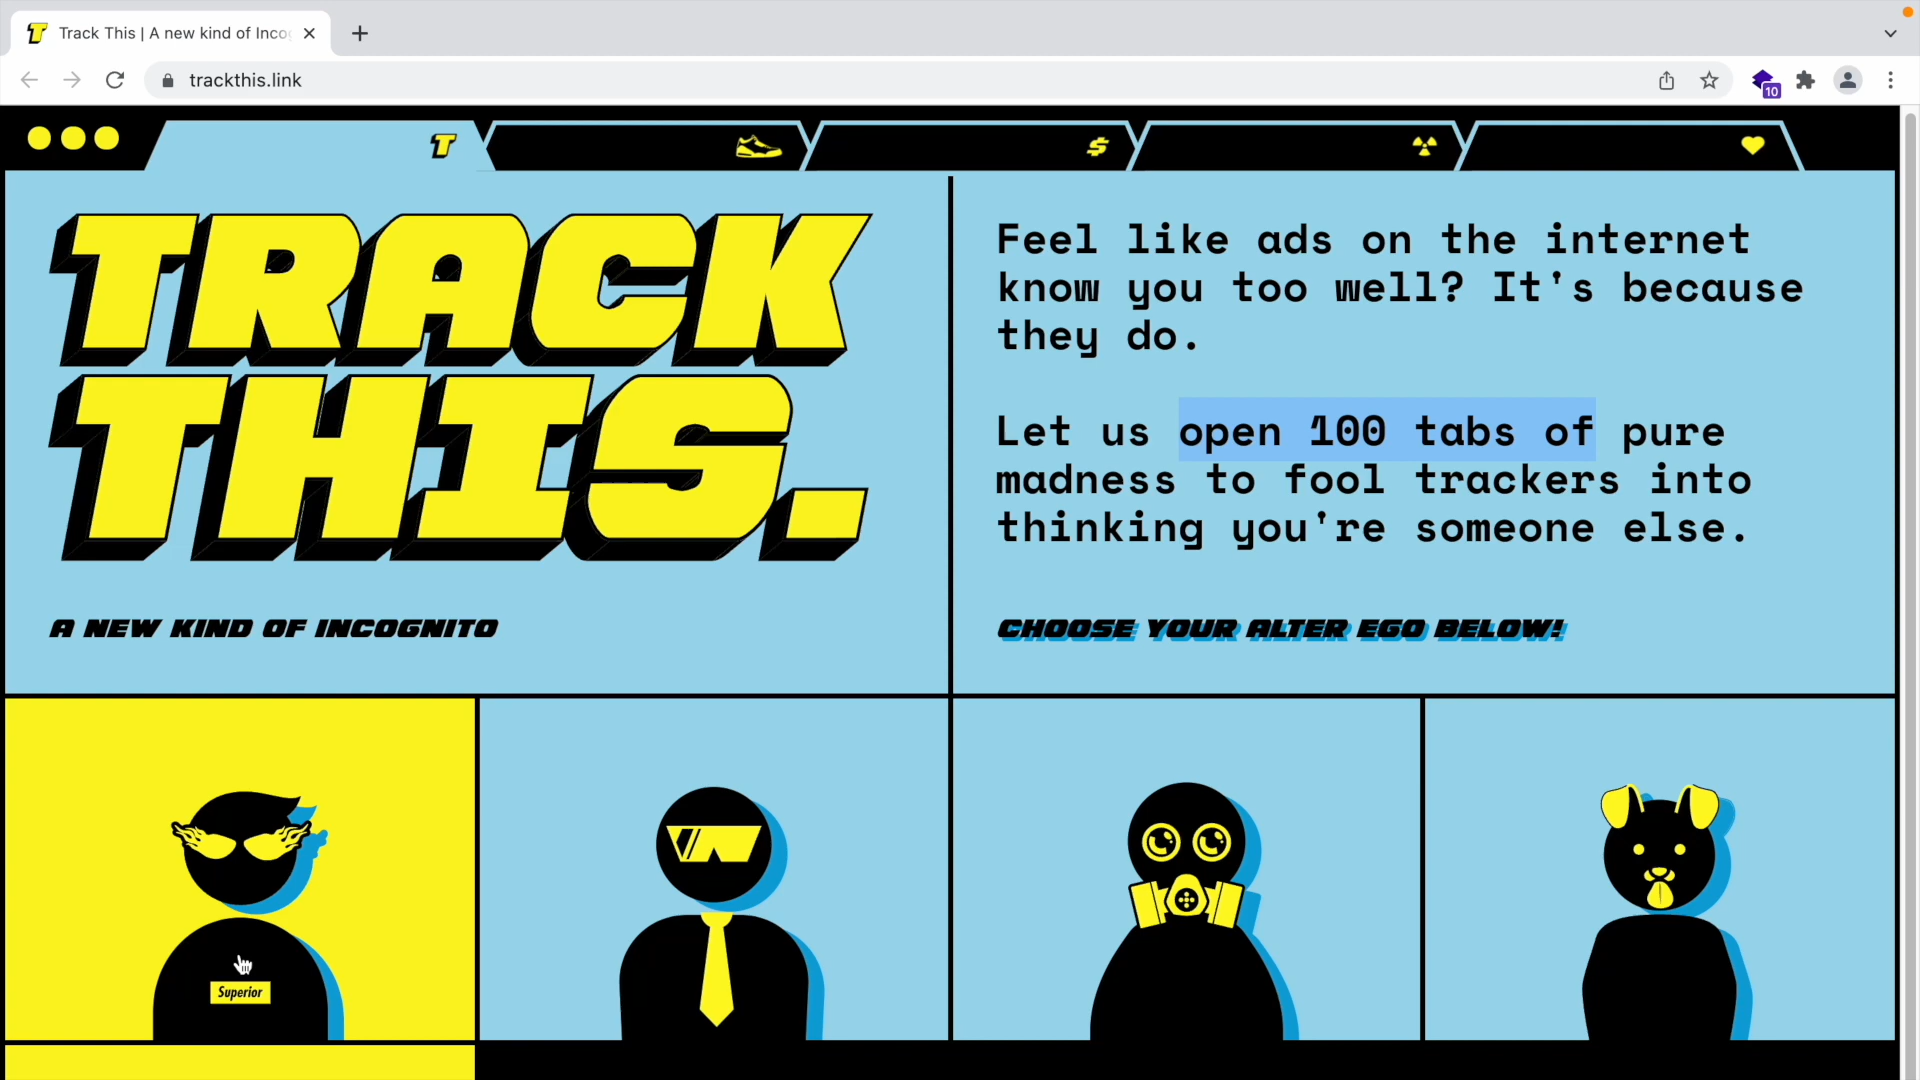 Track This | A new kind of Inco
trackthis.link
10
T
$
TRACK
THIS.
A NEW KIND OF INCOGNITO
Feel like ads on the internet
know you too well? It's because
they do.
Let us open 100 tabs of pure
madness to fool trackers into
thinking you're someone else.
CHOOSE YOUR ALTER EGO BELOW!
Superior